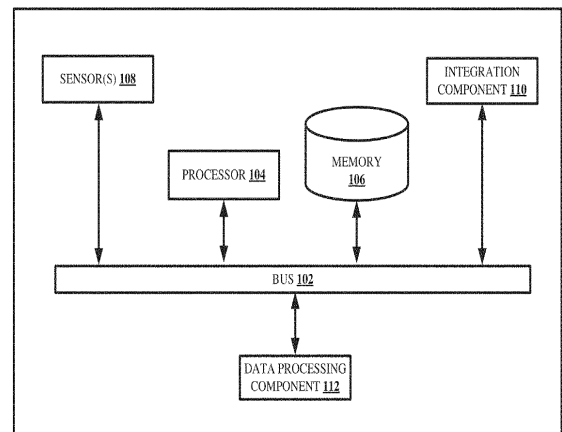 SENSOR(S) 108
INTEGRATION
COMPONENT 110
PROCESSOR 104
MEMORY
106
BUS 102
DATA PROCESSING
COMPONENT 112